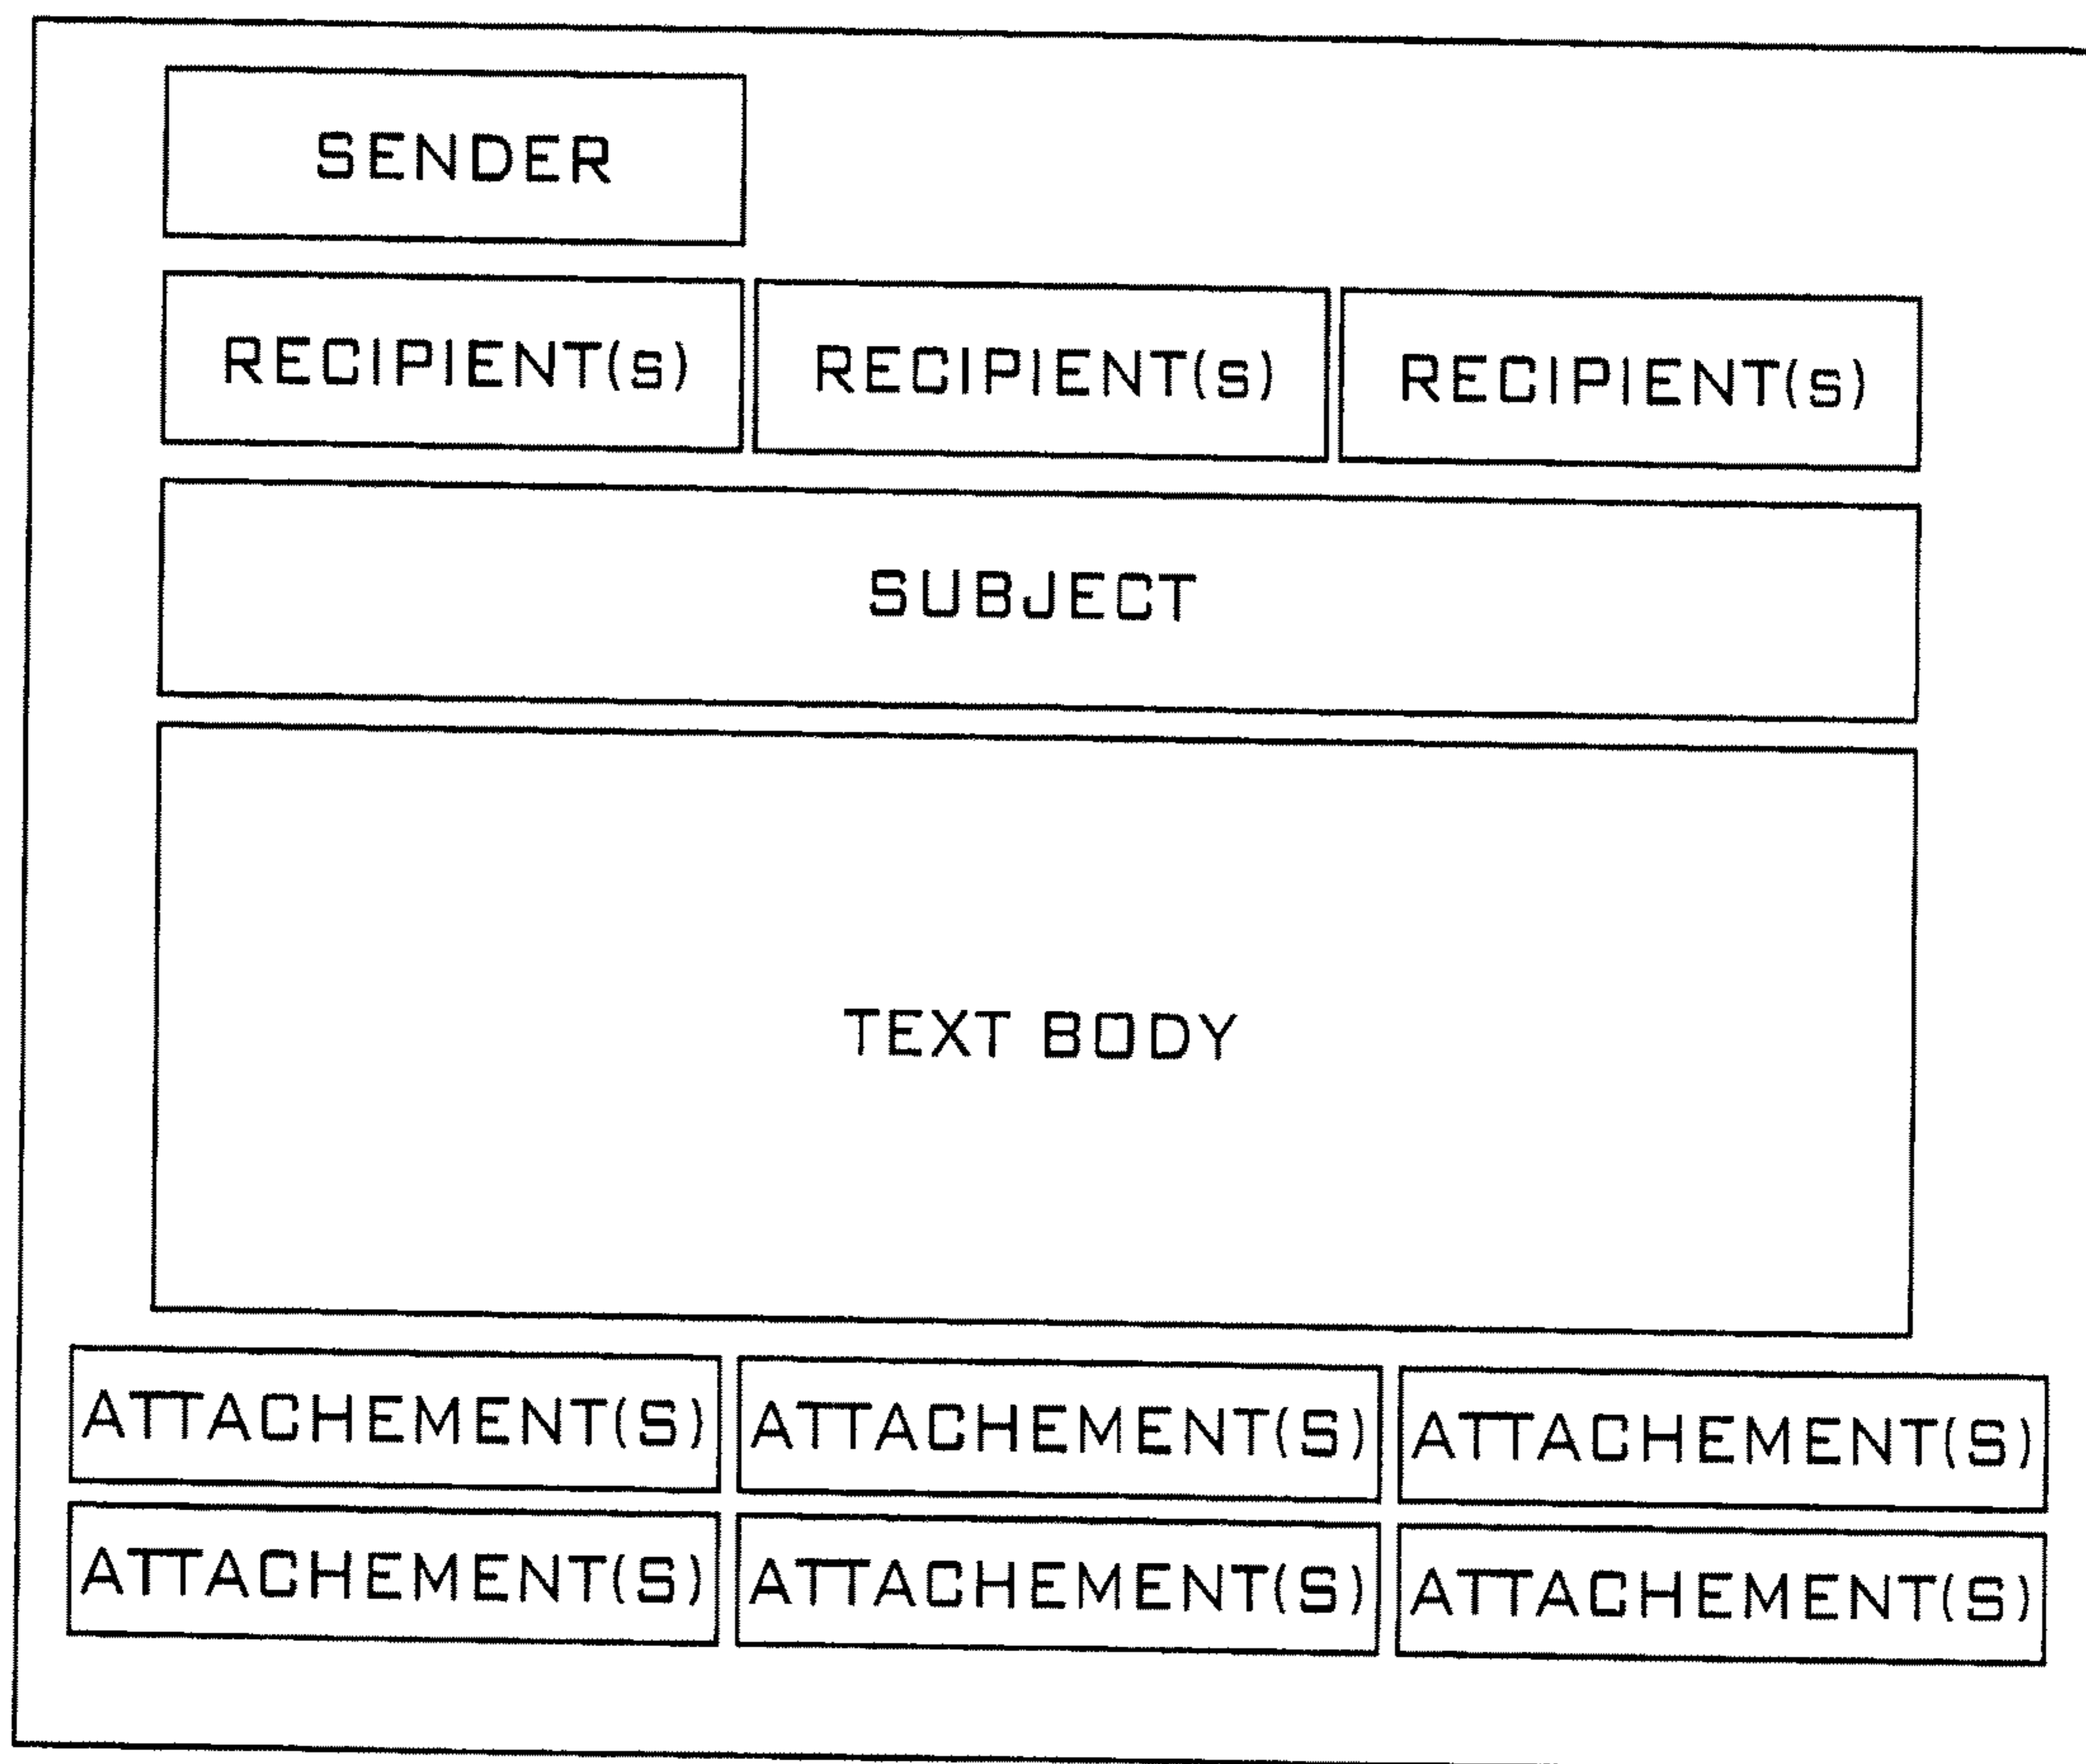 SENDER
RECIPIENT(s) RECIPIENT(s) RECIPIENT(s)
SUBJECT
TEXT BODY
ATTACHEMENT(S) ATTACHEMENT(S) ATTACHEMENT(S)
ATTACHEMENT(S) ATTACHEMENT(S) ATTACHEMENT(S)